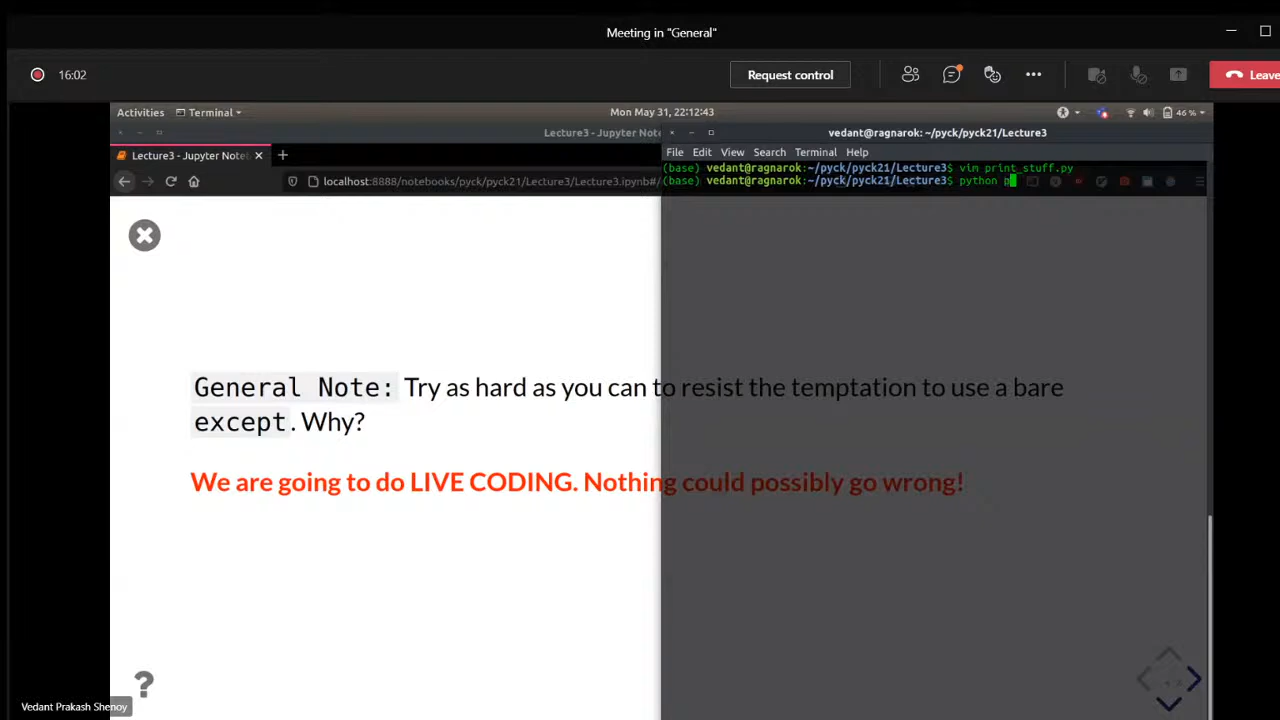 Meeting in "General"
16:02
Request control
Leave
Activities
Terminal
Mon May 31, 22:12:43
46 %
Lecture3 - Jupyter Note
vedant@ragnarok: ~/pyck/pyck21/Lecture3
Lecture3 - Jupyter Note
File Edit View Search Terminal Help
(base) vedant@ragnarok:~/pyck/pyck21/Lecture3$ vim print_stuff.py
localhost:8888/notebooks/pyck/pyck21/Lecture3/Lecture3.ipynb#/
(base) vedant@ragnarok:~/pyck/pyck21/Lecture3$ python p
General Note: Try as hard as you can to resist the temptation to use a bare
except. Why?
We are going to do LIVE CODING. Nothing could possibly go wrong!
?
Vedant Prakash Shenoy